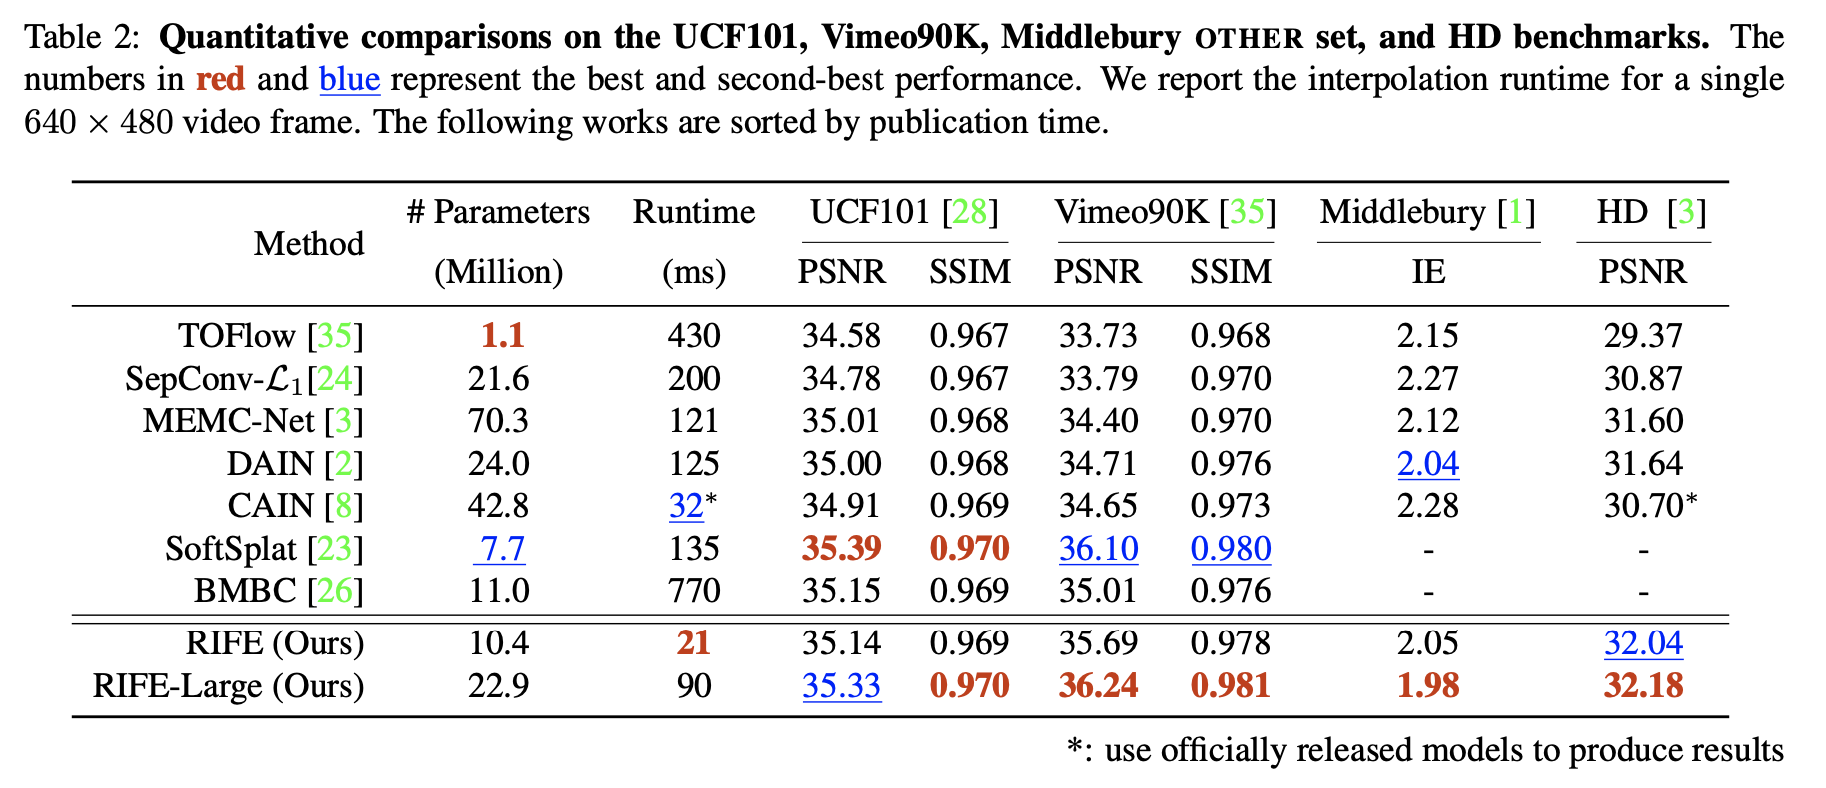 Table 2: Quantitative comparisons on the UCF101, Vimeo90K, Middlebury OTHER set, and HD benchmarks. The
numbers in red and blue represent the best and second-best performance. We report the interpolation runtime for a single
640 × 480 video frame. The following works are sorted by publication time.
Method # Parameters (Million) Runtime (ms) UCF101 [28] Vimeo90K [35] Middlebury [1] HD [3]
PSNR SSIM PSNR SSIM IE PSNR
TOFlow [35] 1.1 430 34.58 0.967 33.73 0.968 2.15 29.37
SepConv-ℒ₁[24] 21.6 200 34.78 0.967 33.79 0.970 2.27 30.87
MEMC-Net [3] 70.3 121 35.01 0.968 34.40 0.970 2.12 31.60
DAIN [2] 24.0 125 35.00 0.968 34.71 0.976 2.04 31.64
CAIN [8] 42.8 32* 34.91 0.969 34.65 0.973 2.28 30.70*
SoftSplat [23] 7.7 135 35.39 0.970 36.10 0.980 - -
BMBC [26] 11.0 770 35.15 0.969 35.01 0.976 - -
RIFE (Ours) 10.4 21 35.14 0.969 35.69 0.978 2.05 32.04
RIFE-Large (Ours) 22.9 90 35.33 0.970 36.24 0.981 1.98 32.18
*: use officially released models to produce results